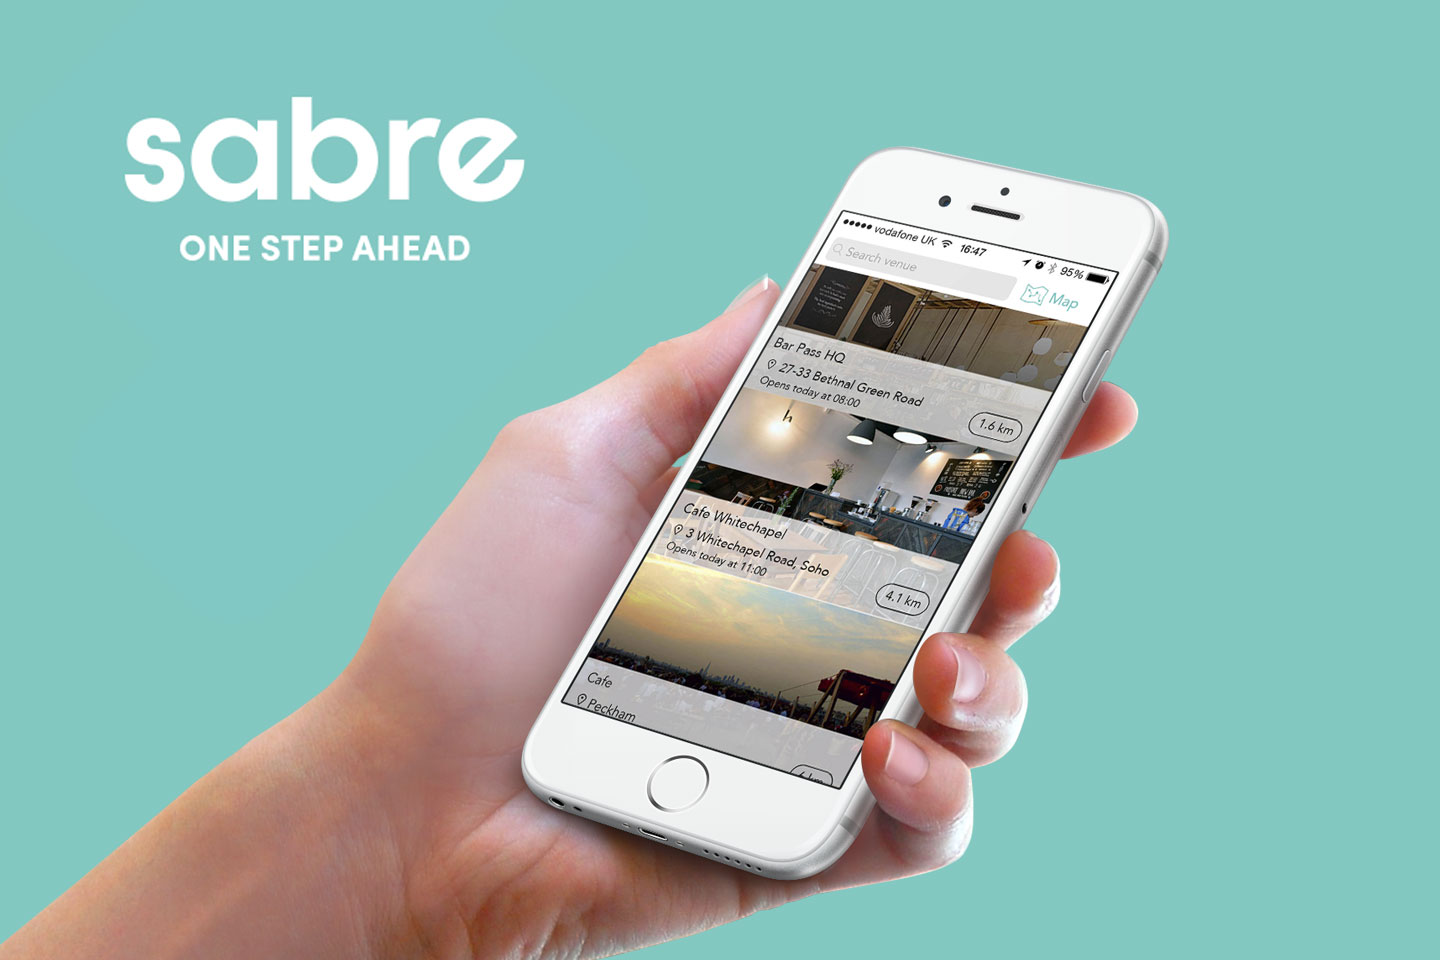 sabre
ONE STEP AHEAD
vodafone UK 16:47 95%
Search venue
Map
Bar Pass HQ
27-33 Bethnal Green Road
Opens today at 08:00
1.6 km
h
Cafe Whitechapel
3 Whitechapel Road, Soho
Opens today at 11:00
4.1 km
Cafe
Peckham